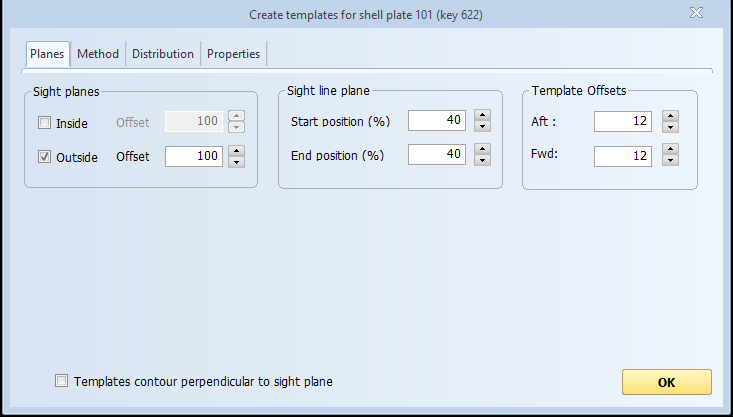 Create templates for shell plate 101 (key 622)
Planes Method Distribution Properties
Sight planes
Inside Offset 100
Outside Offset 100
Sight line plane
Start position (%) 40
End position (%) 40
Template Offsets
Aft : 12
Fwd: 12
Templates contour perpendicular to sight plane
OK